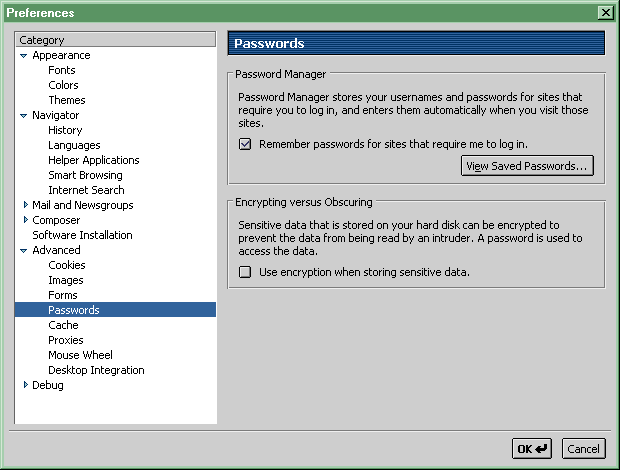 Preferences
Category
Appearance
Fonts
Colors
Themes
Navigator
History
Languages
Helper Applications
Smart Browsing
Internet Search
Mail and Newsgroups
Composer
Software Installation
Advanced
Cookies
Images
Forms
Passwords
Cache
Proxies
Mouse Wheel
Desktop Integration
Debug
Passwords
Password Manager
Password Manager stores your usernames and passwords for sites that
require you to log in, and enters them automatically when you visit those
sites.
Remember passwords for sites that require me to log in.
View Saved Passwords...
Encrypting versus Obscuring
Sensitive data that is stored on your hard disk can be encrypted to
prevent the data from being read by an intruder. A password is used to
access the data.
Use encryption when storing sensitive data.
OK
Cancel